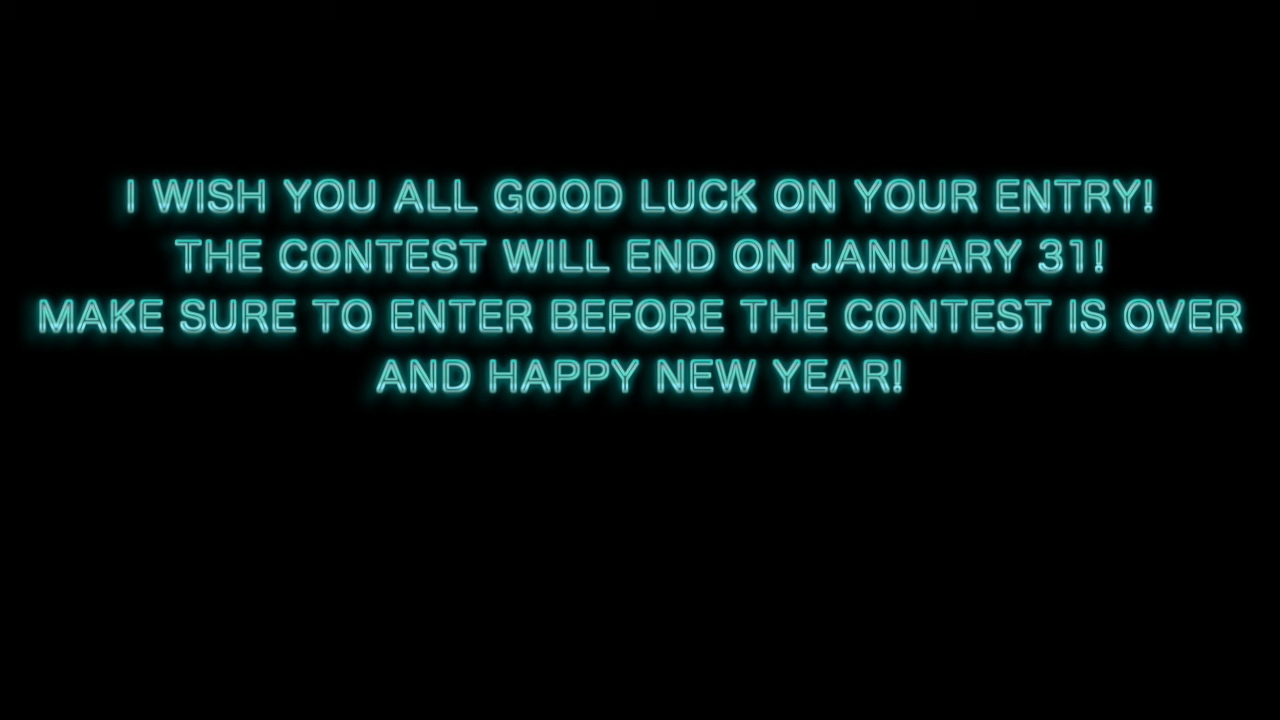 I WISH YOU ALL GOOD LUCK ON YOUR ENTRY!
THE CONTEST WILL END ON JANUARY 31!
MAKE SURE TO ENTER BEFORE THE CONTEST IS OVER
AND HAPPY NEW YEAR!